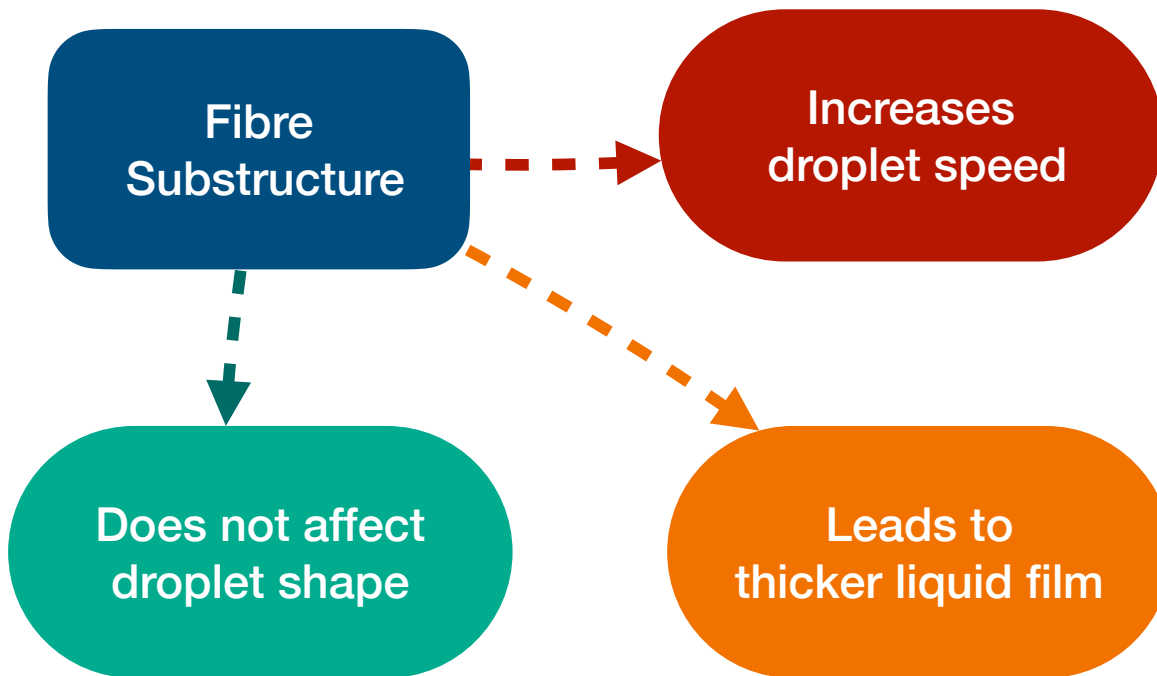 Fibre
Substructure
Increases
droplet speed
Does not affect
droplet shape
Leads to
thicker liquid film